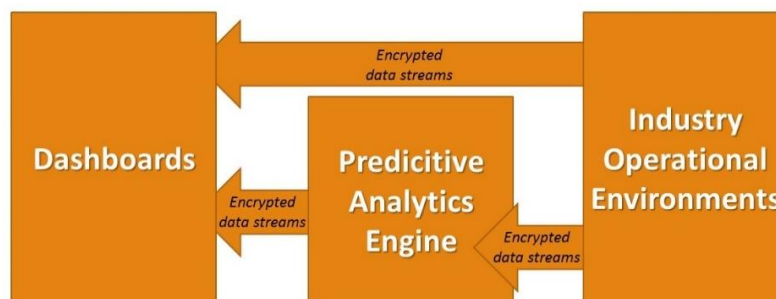 Encrypted
data streams
Dashboards
Predicitive
Analytics
Engine
Industry
Operational
Environments
Encrypted
data streams
Encrypted
data streams